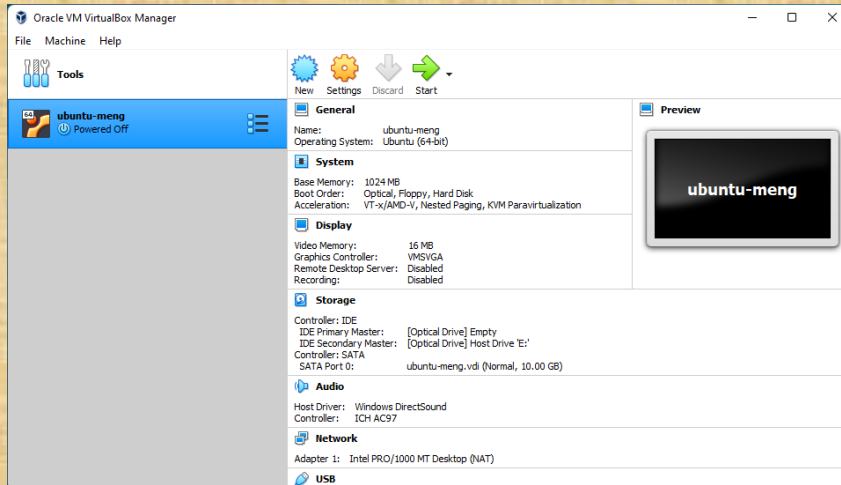 Oracle VM VirtualBox Manager
File Machine Help
Tools
New Settings Discard Start
64
ubuntu-meng
Powered Off
General
Name: ubuntu-meng
Operating System: Ubuntu (64-bit)
System
Base Memory: 1024 MB
Boot Order: Optical, Floppy, Hard Disk
Acceleration: VT-x/AMD-V, Nested Paging, KVM Paravirtualization
Display
Video Memory: 16 MB
Graphics Controller: VMSVGA
Remote Desktop Server: Disabled
Recording: Disabled
Storage
Controller: IDE
IDE Primary Master: [Optical Drive] Empty
IDE Secondary Master: [Optical Drive] Host Drive 'E:'
Controller: SATA
SATA Port 0: ubuntu-meng.vdi (Normal, 10.00 GB)
Audio
Host Driver: Windows DirectSound
Controller: ICH AC97
Network
Adapter 1: Intel PRO/1000 MT Desktop (NAT)
USB
Preview
ubuntu-meng